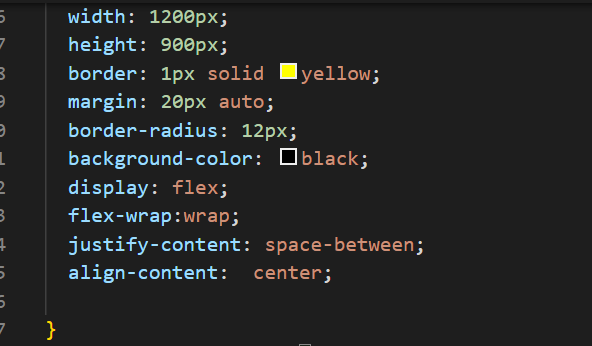 6 width: 1200px;
7 height: 900px;
8 border: 1px solid yellow;
9 margin: 20px auto;
0 border-radius: 12px;
1 background-color: black;
2 display: flex;
3 flex-wrap:wrap;
4 justify-content: space-between;
5 align-content:  center;
6
7 }